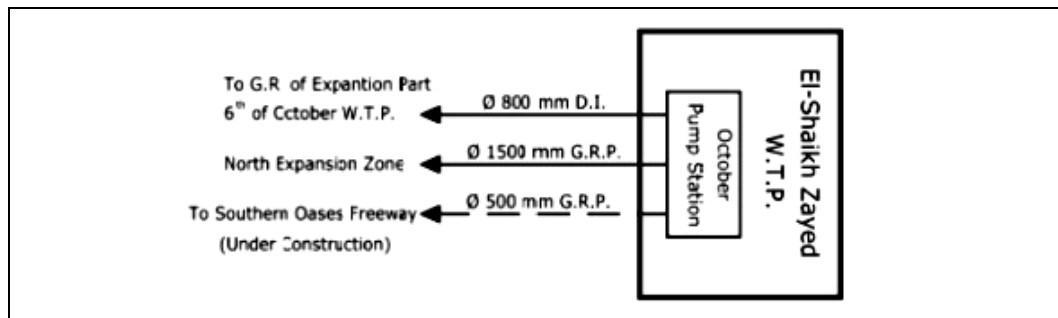 To G.R of Expantion Part
6th of Cctober W.T.P.
Ø 800 mm D.I.
North Expansion Zone
Ø 1500 mm G.R.P.
To Southern Oases Freeway
(Under Construction)
Ø 500 mm G.R.P.
October
Pump Station
El-Shaikh Zayed
W.T.P.